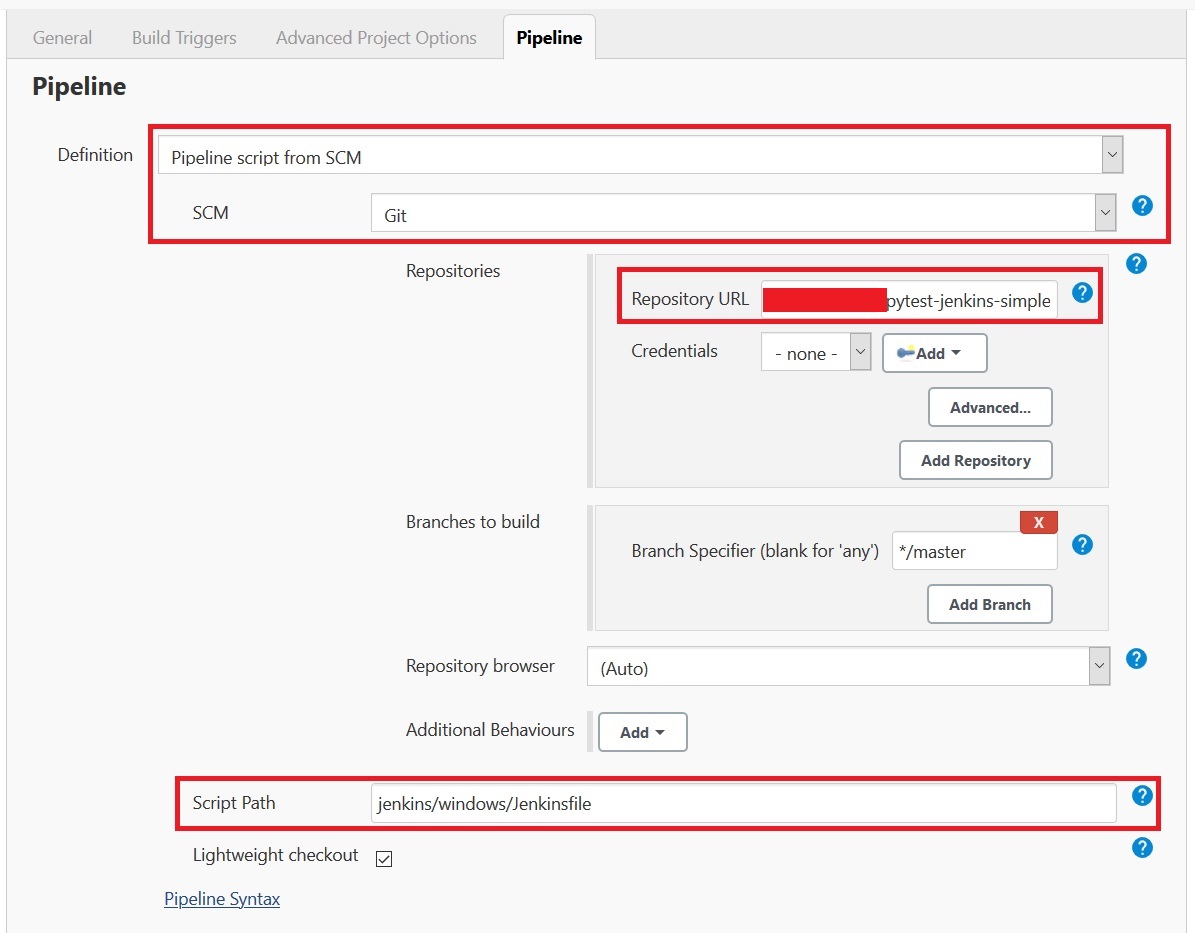 General Build Triggers Advanced Project Options Pipeline
Pipeline
Definition Pipeline script from SCM
SCM Git ?
Repositories ?
Repository URL pytest-jenkins-simple ?
Credentials - none - Add
Advanced...
Add Repository
Branches to build X
Branch Specifier (blank for 'any') */master ?
Add Branch
Repository browser (Auto) ?
Additional Behaviours Add
Script Path jenkins/windows/Jenkinsfile ?
Lightweight checkout ?
Pipeline Syntax